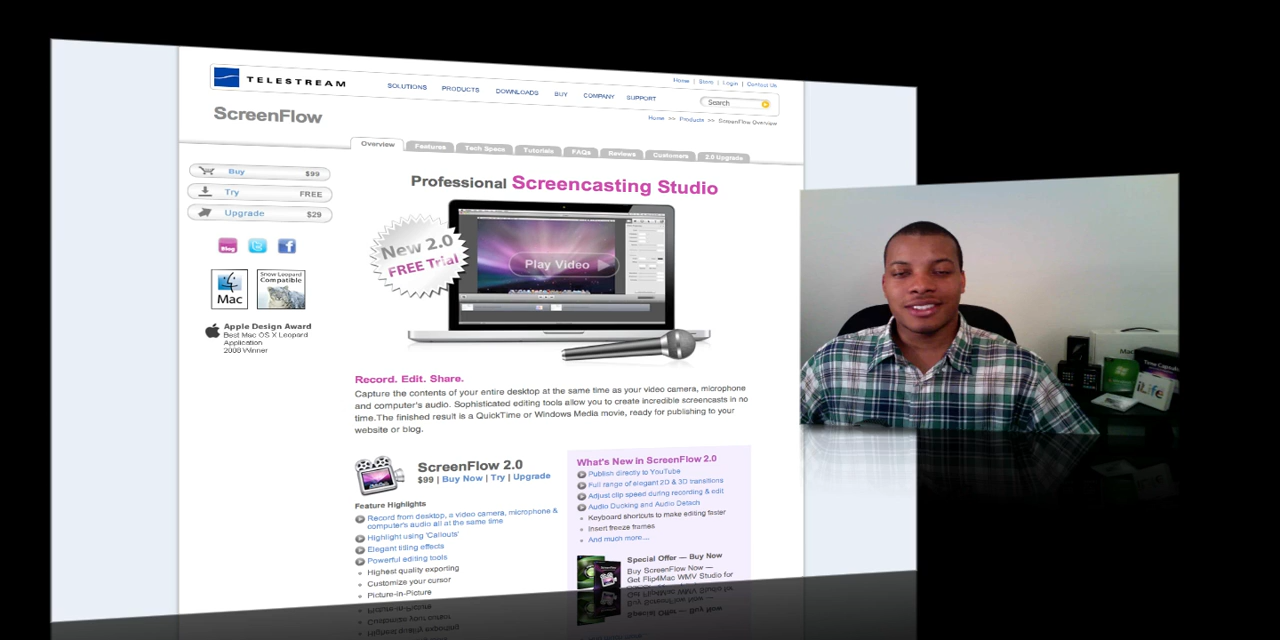 TELESTREAM
Home | Store | Login | Contact Us
SOLUTIONS PRODUCTS DOWNLOADS BUY COMPANY SUPPORT
Search
ScreenFlow
Home >> Products >> ScreenFlow Overview
Overview Features Tech Specs Tutorials FAQs Reviews Customers 2.0 Upgrade
Buy $99
Try FREE
Upgrade $29
Blog
Mac
Snow Leopard
Compatible
Apple Design Award
Best Mac OS X Leopard
Application
2008 Winner
Professional Screencasting Studio
New 2.0
FREE Trial
Play Video
Record. Edit. Share.
Capture the contents of your entire desktop at the same time as your video camera, microphone
and computer's audio. Sophisticated editing tools allow you to create incredible screencasts in no
time.The finished result is a QuickTime or Windows Media movie, ready for publishing to your
website or blog.
ScreenFlow 2.0
$99 | Buy Now | Try | Upgrade
Feature Highlights
Record from desktop, a video camera, microphone &
computer's audio all at the same time
Highlight using 'Callouts'
Elegant titling effects
Powerful editing tools
Highest quality exporting
Customize your cursor
Picture-in-Picture
What's New in ScreenFlow 2.0
Publish directly to YouTube
Full range of elegant 2D & 3D transitions
Adjust clip speed during recording & edit
Audio Ducking and Audio Detach
Keyboard shortcuts to make editing faster
Insert freeze frames
And much more....
Special Offer — Buy Now
Buy ScreenFlow Now —
Get Flip4Mac WMV Studio for
Mac
Time Capsule
iLife